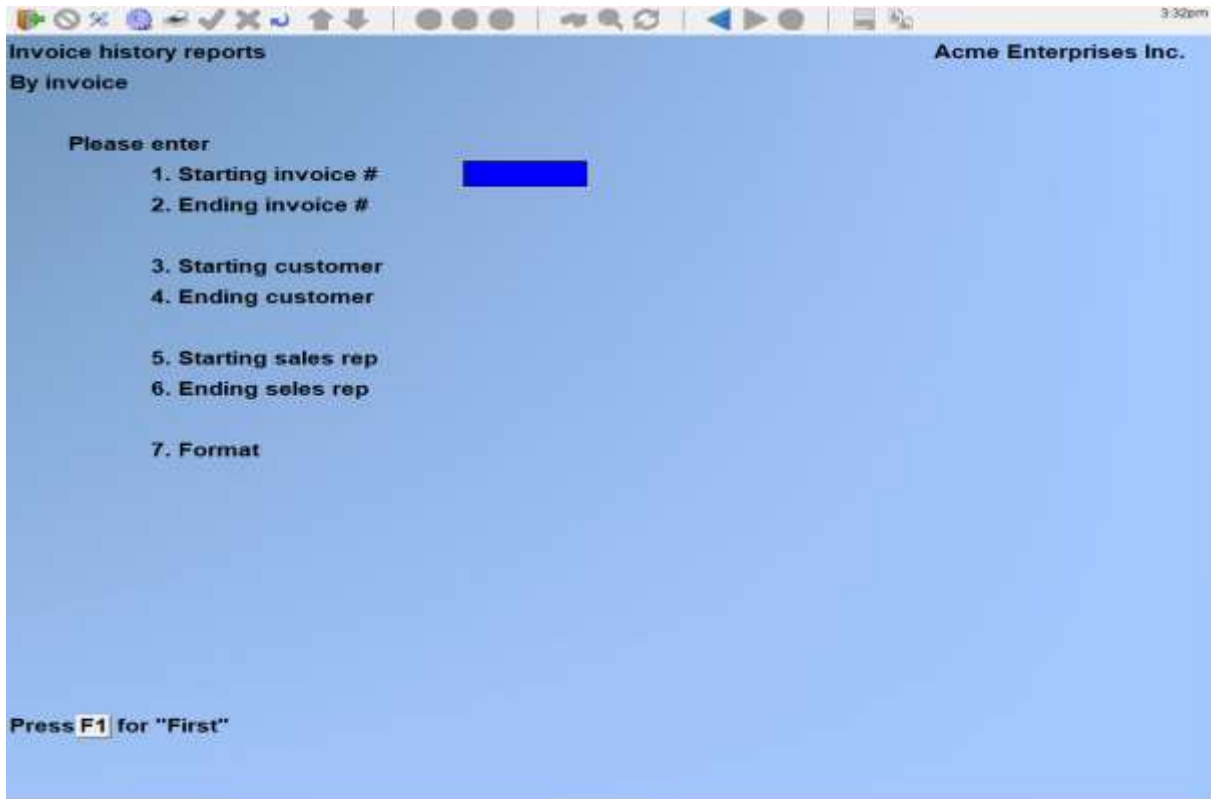 3:32pm
Invoice history reports Acme Enterprises Inc.
By invoice
Please enter
1. Starting invoice #
2. Ending invoice #
3. Starting customer
4. Ending customer
5. Starting sales rep
6. Ending seles rep
7. Format
Press F1 for "First"